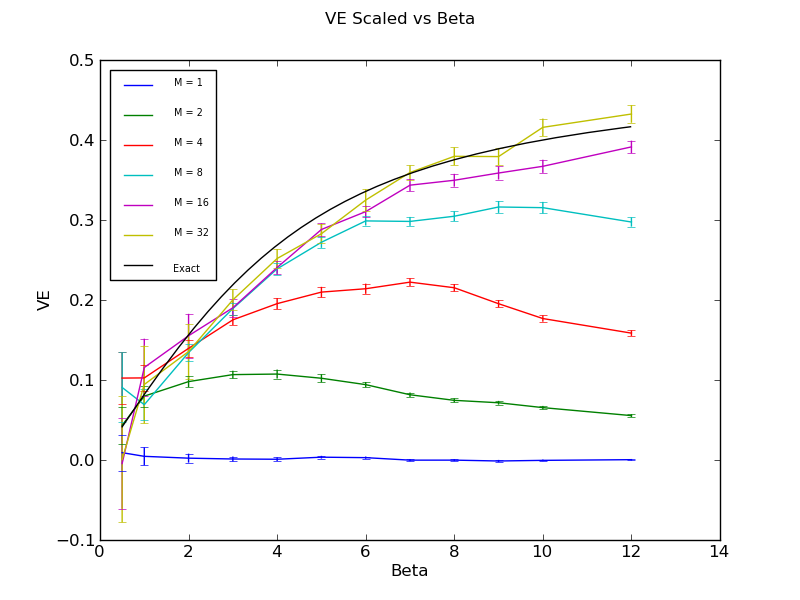 VE Scaled vs Beta
0.5
0.4
0.3
0.2
0.1
0.0
−0.1
VE
M = 1
M = 2
M = 4
M = 8
M = 16
M = 32
Exact
0 2 4 6 8 10 12 14
Beta